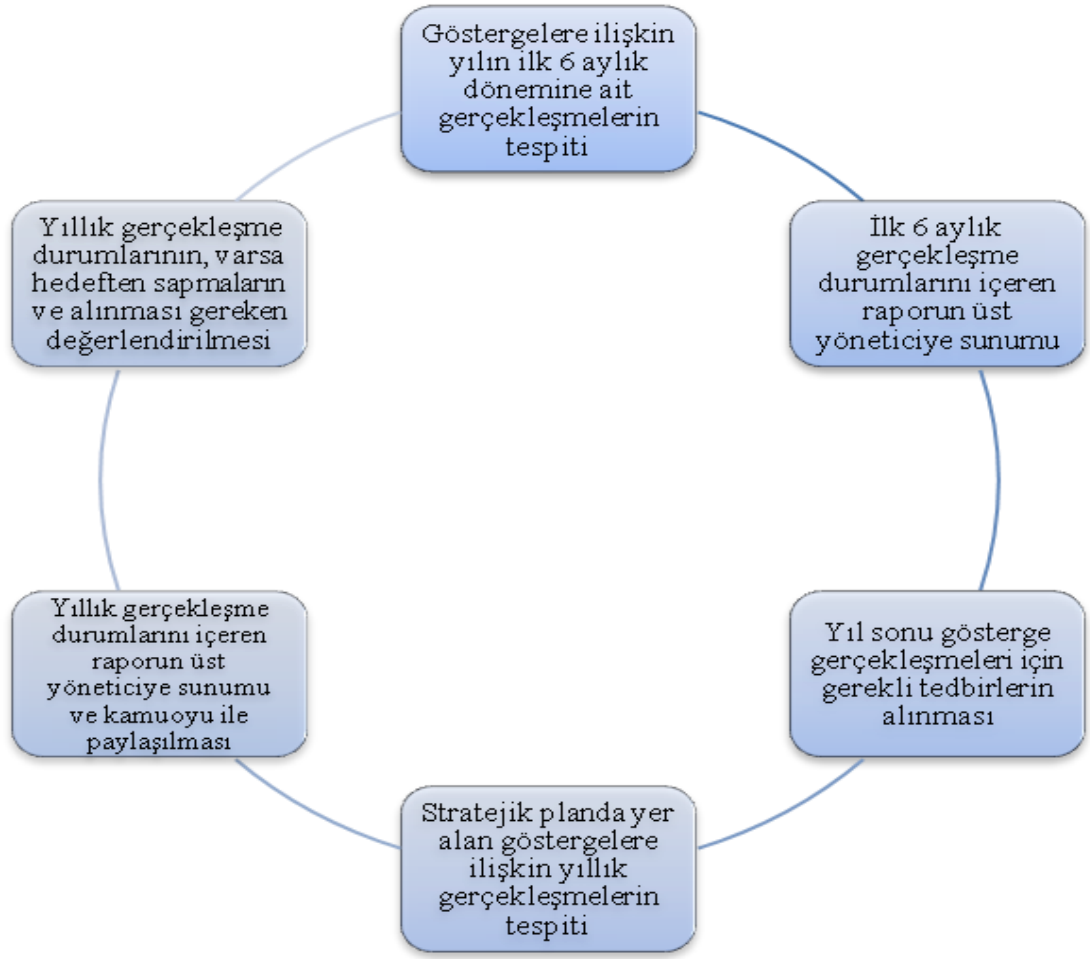 Göstergelere ilişkin
yılın ilk 6 aylık
dönemine ait
gerçekleşmelerin
tespiti
İlk 6 aylık
gerçekleşme
durumlarını içeren
raporun üst
yöneticiye sunumu
Yıl sonu gösterge
gerçekleşmeleri için
gerekli tedbirlerin
alınması
Stratejik planda yer
alan göstergelere
ilişkin yıllık
gerçekleşmelerin
tespiti
Yıllık gerçekleşme
durumlarını içeren
raporun üst
yöneticiye sunumu
ve kamuoyu ile
paylaşılması
Yıllık gerçekleşme
durumlarının, varsa
hedeften sapmaların
ve alınması gereken
değerlendirilmesi